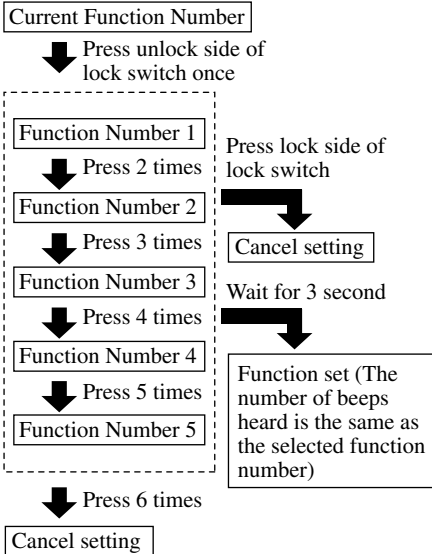 Current Function Number
Press unlock side of
lock switch once
Function Number 1
Press 2 times
Function Number 2
Press 3 times
Function Number 3
Press 4 times
Function Number 4
Press 5 times
Function Number 5
Press lock side of
lock switch
Cancel setting
Wait for 3 second
Function set (The
number of beeps
heard is the same as
the selected function
number)
Press 6 times
Cancel setting